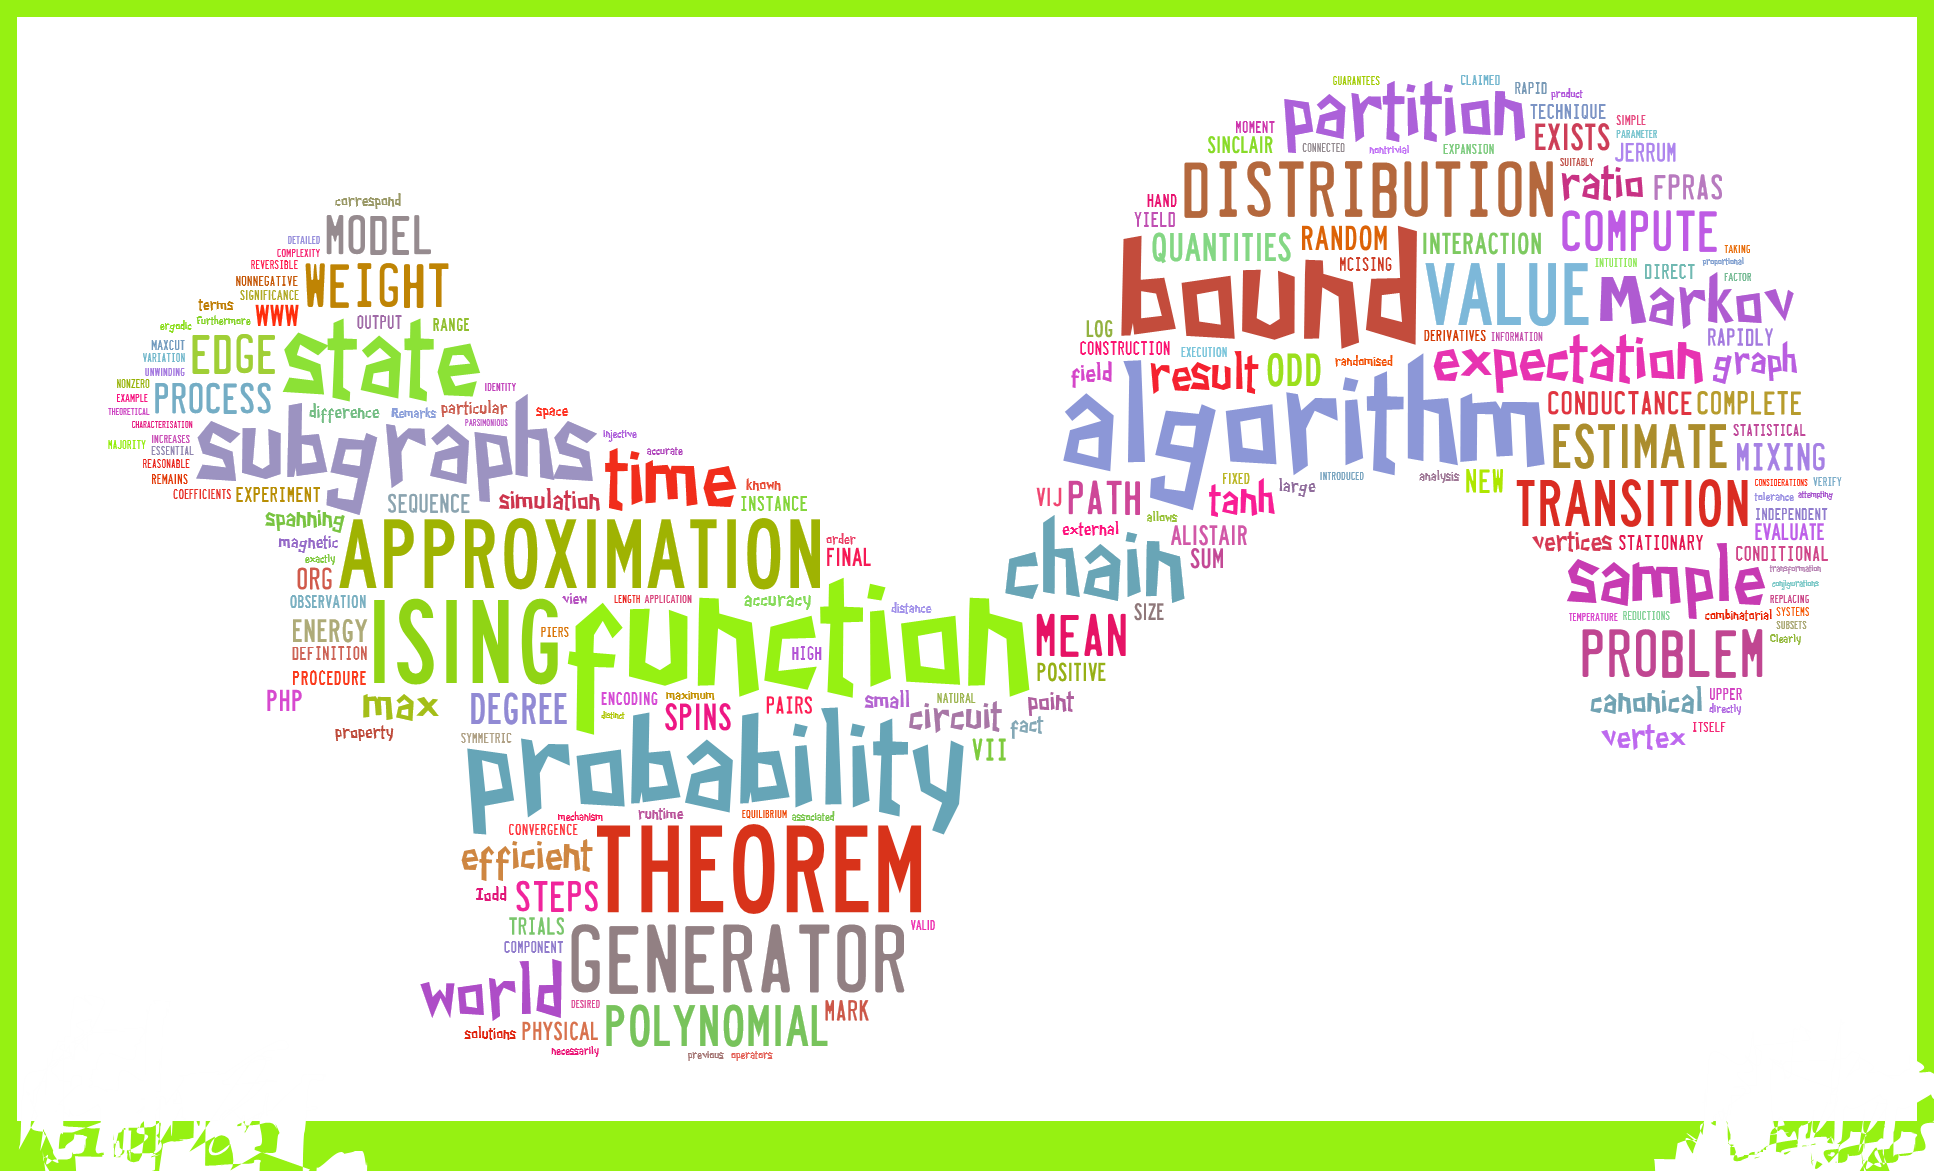 GUARANTEES
CLAIMED
RAPID
product
partition
TECHNIQUE
MOMENT
SIMPLE
PARAMETER
EXISTS
SINCLAIR
CONNECTED
nontrivial
EXPANSION
JERRUM
SUITABLY
DISTRIBUTION
ratio
FPRAS
HAND
YIELD
COMPUTE
QUANTITIES
RANDOM
INTERACTION
TAKING
MCISING
INTUITION
DIRECT
proportional
FACTOR
bound
VALUE
Markov
LOG
DERIVATIVES
INFORMATION
RAPIDLY
CONSTRUCTION
EXECUTION
randomised
expectation
graph
field
result
ODD
algorithm
CONDUCTANCE
COMPLETE
ESTIMATE
STATISTICAL
MIXING
FIXED
INTRODUCED
analysis
NEW
large
tanh
VIJ
PATH
TRANSITION
CONSIDERATIONS
VERIFY
tolerance
attempting
INDEPENDENT
EVALUATE
external
allows
ALISTAIR
SUM
vertices
STATIONARY
CONDITIONAL
chain
sample
transformation
configurations
REPLACING
SIZE
TEMPERATURE
REDUCTIONS
combinatorial
SYSTEMS
SUBSETS
Clearly
MEAN
PROBLEM
POSITIVE
canonical
UPPER
directly
ITSELF
vertex
correspond
MODEL
DETAILED
COMPLEXITY
REVERSIBLE
NONNEGATIVE
WEIGHT
SIGNIFICANCE
terms
WWW
OUTPUT
RANGE
ergodic
furthermore
MAXCUT
VARIATION
UNWINDING
EDGE
state
NONZERO
EXAMPLE
THEORETICAL
PROCESS
IDENTITY
difference
Remarks
particular
PARSIMONIOUS
space
CHARACTERISATION
MAJORITY
INCREASES
ESSENTIAL
REASONABLE
REMAINS
subgraphs
injective
accurate
time
known
COEFFICIENTS
EXPERIMENT
SEQUENCE
simulation
INSTANCE
spanning
magnetic
exactly
APPROXIMATION
order
FINAL
ORG
OBSERVATION
view
LENGTH
APPLICATION
accuracy
distance
ENERGY
DEFINITION
ISING
PIERS
function
HIGH
PROCEDURE
PHP
max
property
DEGREE
ENCODING
maximum
distinct
SPINS
PAIRS
small
NATURAL
circuit
point
fact
SYMMETRIC
probability
VII
mechanism
runtime
EQUILIBRIUM
associated
CONVERGENCE
efficient
THEOREM
Iodd
STEPS
TRIALS
COMPONENT
VALID
GENERATOR
world
DESIRED
POLYNOMIAL
MARK
solutions
PHYSICAL
necessarily
previous
operators